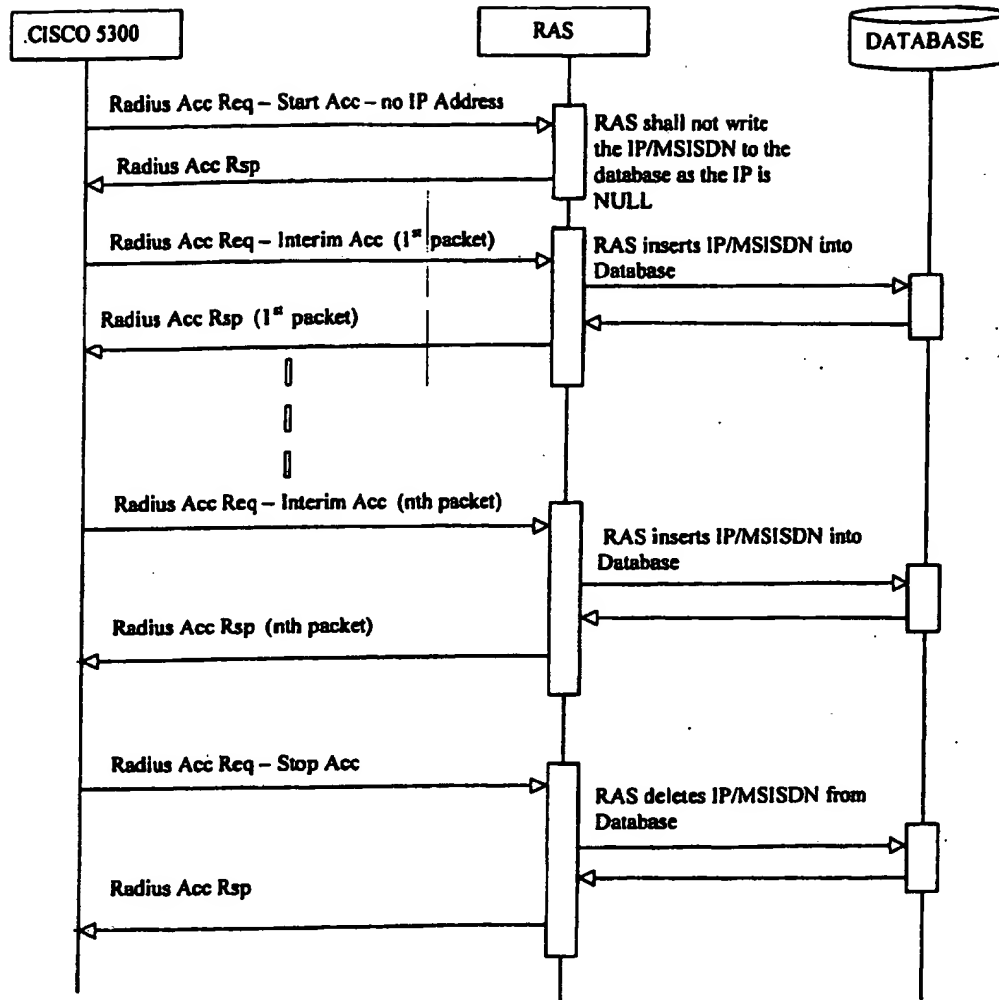 .CISCO 5300
RAS
DATABASE
Radius Acc Req – Start Acc – no IP Address
RAS shall not write
the IP/MSISDN to the
database as the IP is
NULL
Radius Acc Rsp
Radius Acc Req – Interim Acc (1st packet)
RAS inserts IP/MSISDN into
Database
Radius Acc Rsp (1st packet)
Radius Acc Req – Interim Acc (nth packet)
RAS inserts IP/MSISDN into
Database
Radius Acc Rsp (nth packet)
Radius Acc Req – Stop Acc
RAS deletes IP/MSISDN from
Database
Radius Acc Rsp